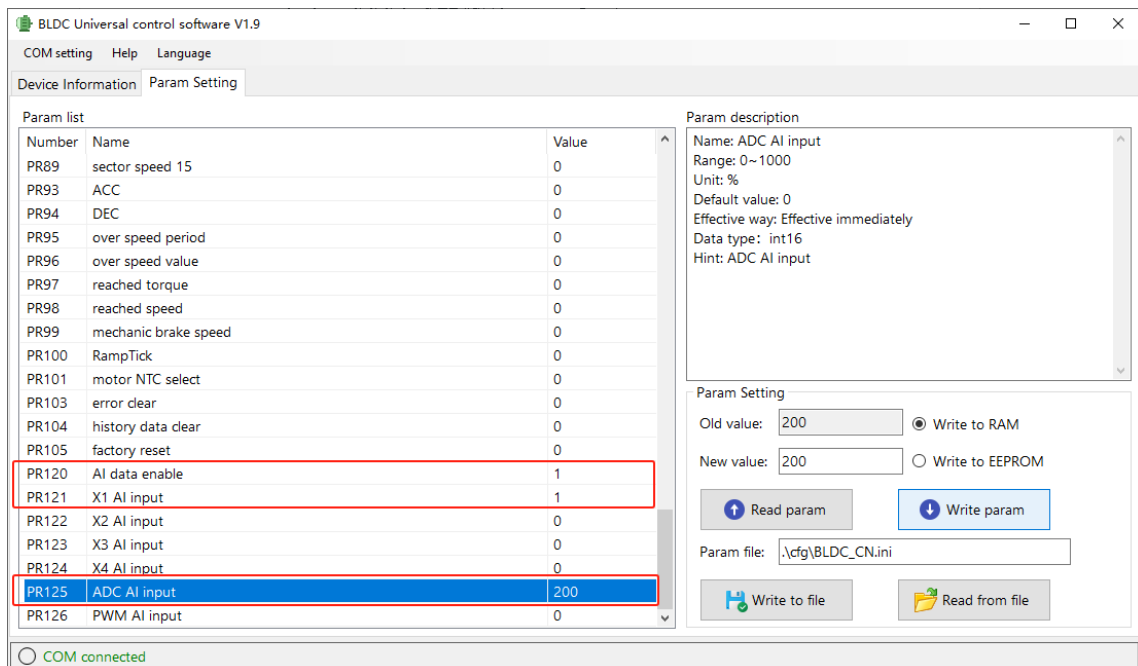 BLDC Universal control software V1.9
COM setting Help Language
Device Information Param Setting
Param list
Number Name Value
PR89 sector speed 15 0
PR93 ACC 0
PR94 DEC 0
PR95 over speed period 0
PR96 over speed value 0
PR97 reached torque 0
PR98 reached speed 0
PR99 mechanic brake speed 0
PR100 RampTick 0
PR101 motor NTC select 0
PR103 error clear 0
PR104 history data clear 0
PR105 factory reset 0
PR120 AI data enable 1
PR121 X1 AI input 1
PR122 X2 AI input 0
PR123 X3 AI input 0
PR124 X4 AI input 0
PR125 ADC AI input 200
PR126 PWM AI input 0
Param description
Name: ADC AI input
Range: 0~1000
Unit: %
Default value: 0
Effective way: Effective immediately
Data type: int16
Hint: ADC AI input
Param Setting
Old value: 200 Write to RAM
New value: 200 Write to EEPROM
Read param Write param
Param file: .\cfg\BLDC_CN.ini
Write to file Read from file
COM connected